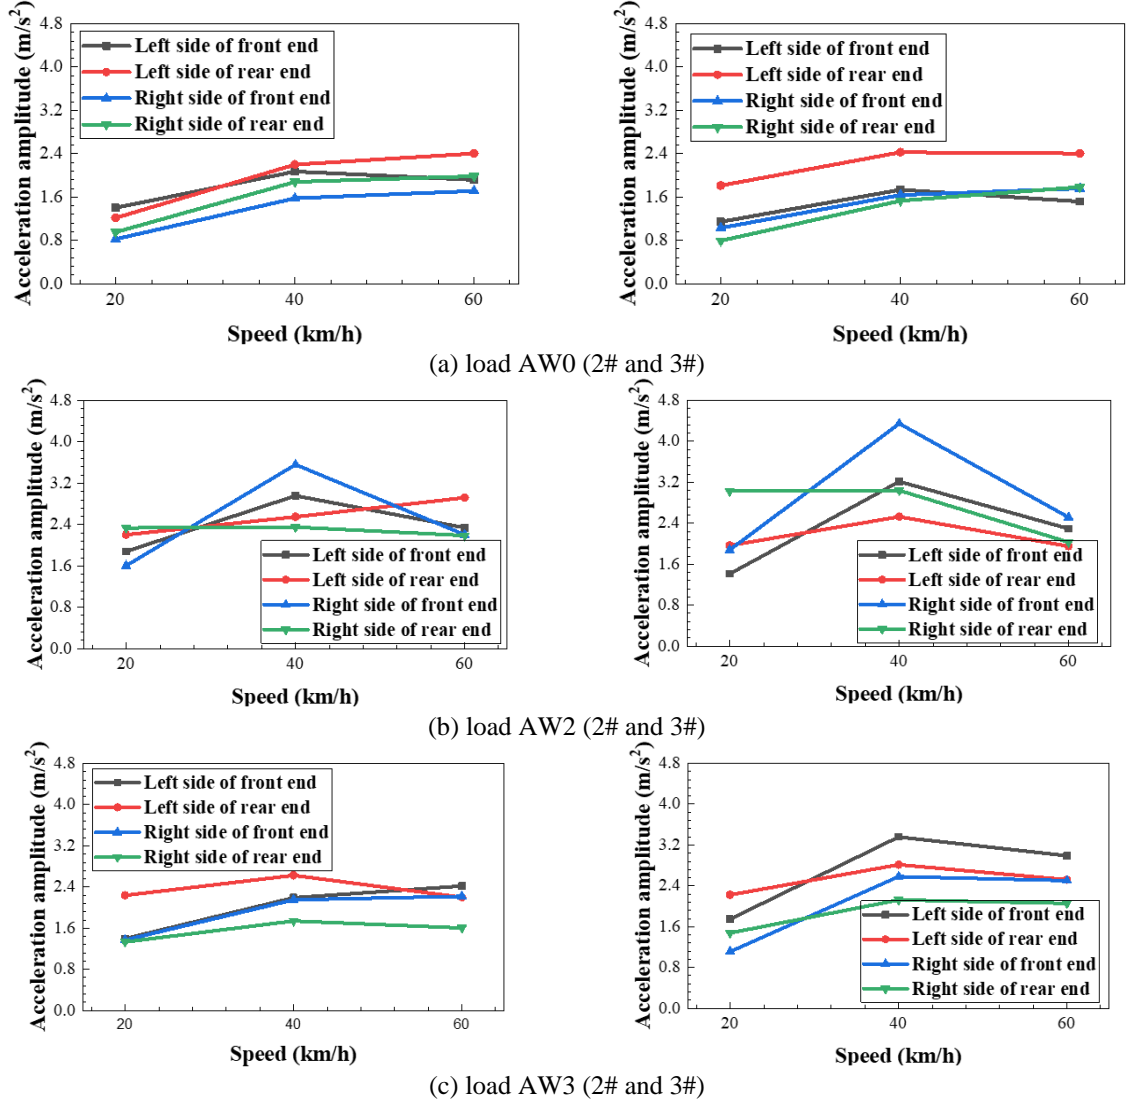 Acceleration amplitude (m/s²)
4.8
4.0
3.2
2.4
1.6
0.8
0.0
Left side of front end
Left side of rear end
Right side of front end
Right side of rear end
20 40 60
Speed (km/h)
Acceleration amplitude (m/s²)
4.8
4.0
3.2
2.4
1.6
0.8
0.0
Left side of front end
Left side of rear end
Right side of front end
Right side of rear end
20 40 60
Speed (km/h)
(a) load AW0 (2# and 3#)
Acceleration amplitude (m/s²)
4.8
4.0
3.2
2.4
1.6
0.8
0.0
Left side of front end
Left side of rear end
Right side of front end
Right side of rear end
20 40 60
Speed (km/h)
Acceleration amplitude (m/s²)
4.8
4.0
3.2
2.4
1.6
0.8
0.0
Left side of front end
Left side of rear end
Right side of front end
Right side of rear end
20 40 60
Speed (km/h)
(b) load AW2 (2# and 3#)
Acceleration amplitude (m/s²)
4.8
4.0
3.2
2.4
1.6
0.8
0.0
Left side of front end
Left side of rear end
Right side of front end
Right side of rear end
20 40 60
Speed (km/h)
Acceleration amplitude (m/s²)
4.8
4.0
3.2
2.4
1.6
0.8
0.0
Left side of front end
Left side of rear end
Right side of front end
Right side of rear end
20 40 60
Speed (km/h)
(c) load AW3 (2# and 3#)